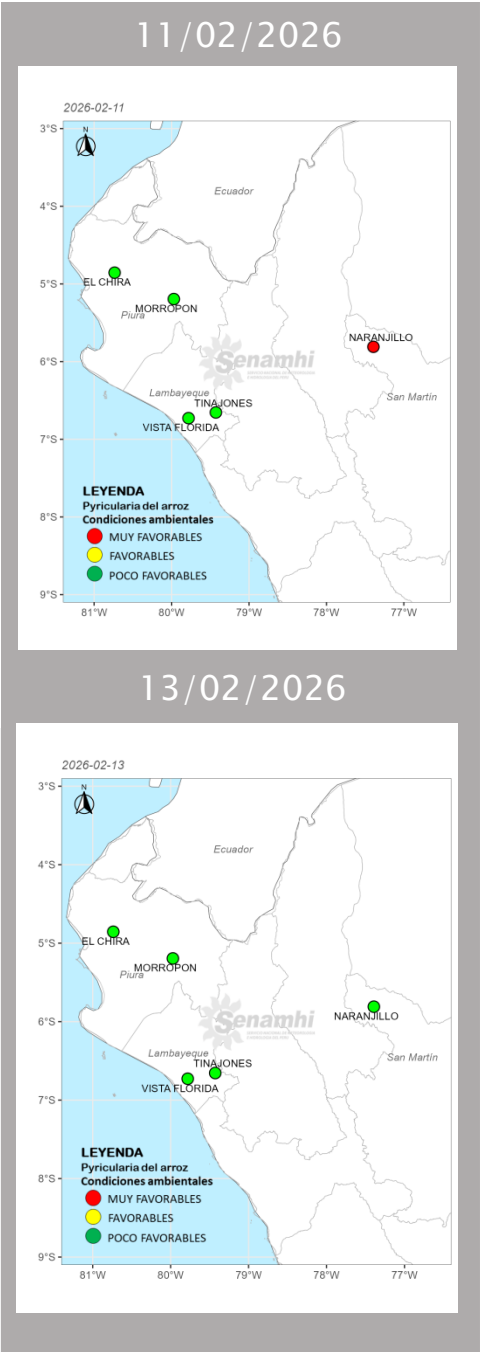 11/02/2026
2026-02-11
N
3°S
4°S
5°S
6°S
7°S
8°S
9°S
Ecuador
EL CHIRA
MORROPON
Piura
NARANJILLO
Senamhi
Lambayeque
San Martin
TINAJONES
VISTA FLORIDA
LEYENDA
Pyricularia del arroz
Condiciones ambientales
MUY FAVORABLES
FAVORABLES
POCO FAVORABLES
81°W
80°W
79°W
78°W
77°W
13/02/2026
2026-02-13
N
3°S
4°S
5°S
6°S
7°S
8°S
9°S
Ecuador
EL CHIRA
MORROPON
Piura
NARANJILLO
Senamhi
Lambayeque
San Martin
TINAJONES
VISTA FLORIDA
LEYENDA
Pyricularia del arroz
Condiciones ambientales
MUY FAVORABLES
FAVORABLES
POCO FAVORABLES
81°W
80°W
79°W
78°W
77°W